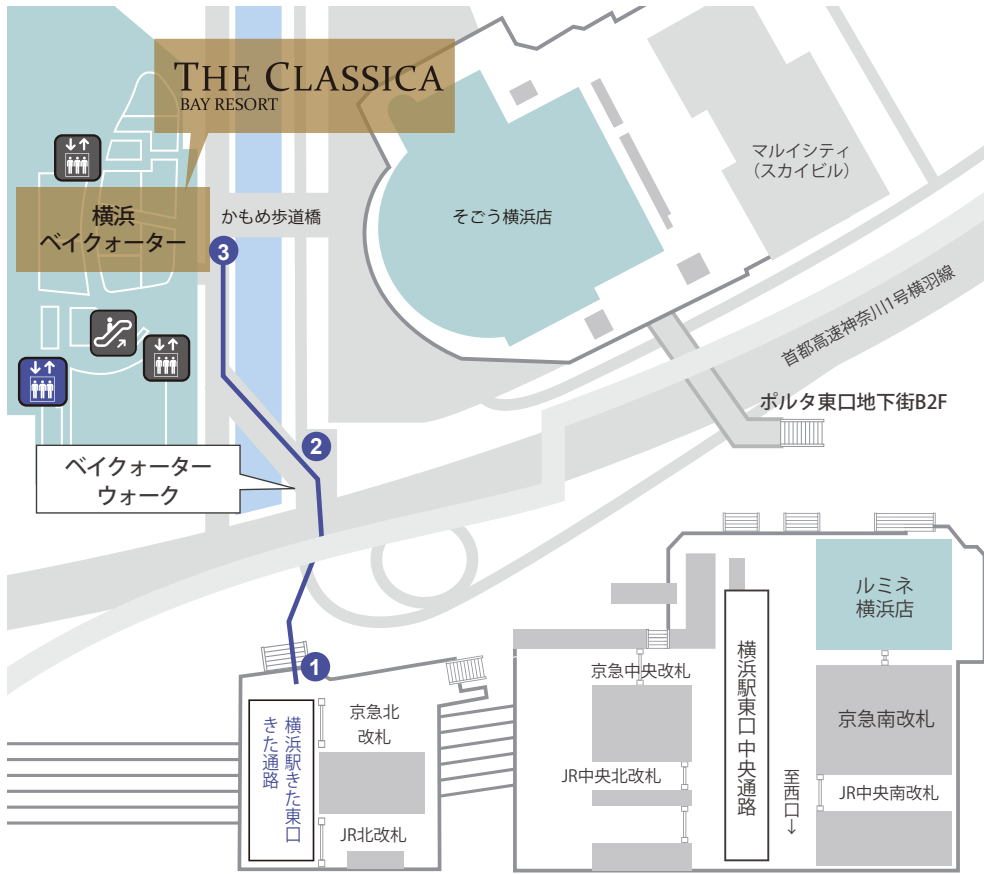 THE CLASSICA
BAY RESORT
横浜
ベイクォーター
3
かもめ歩道橋
そごう横浜店
マルイシティ
（スカイビル）
首都高速神奈川1号横羽線
ポルタ東口地下街B2F
2
ベイクォーター
ウォーク
1
横浜駅きた東口
きた通路
京急北
改札
JR北改札
京急中央改札
JR中央北改札
横浜駅東口 中央通路
至西口→
ルミネ
横浜店
京急南改札
JR中央南改札